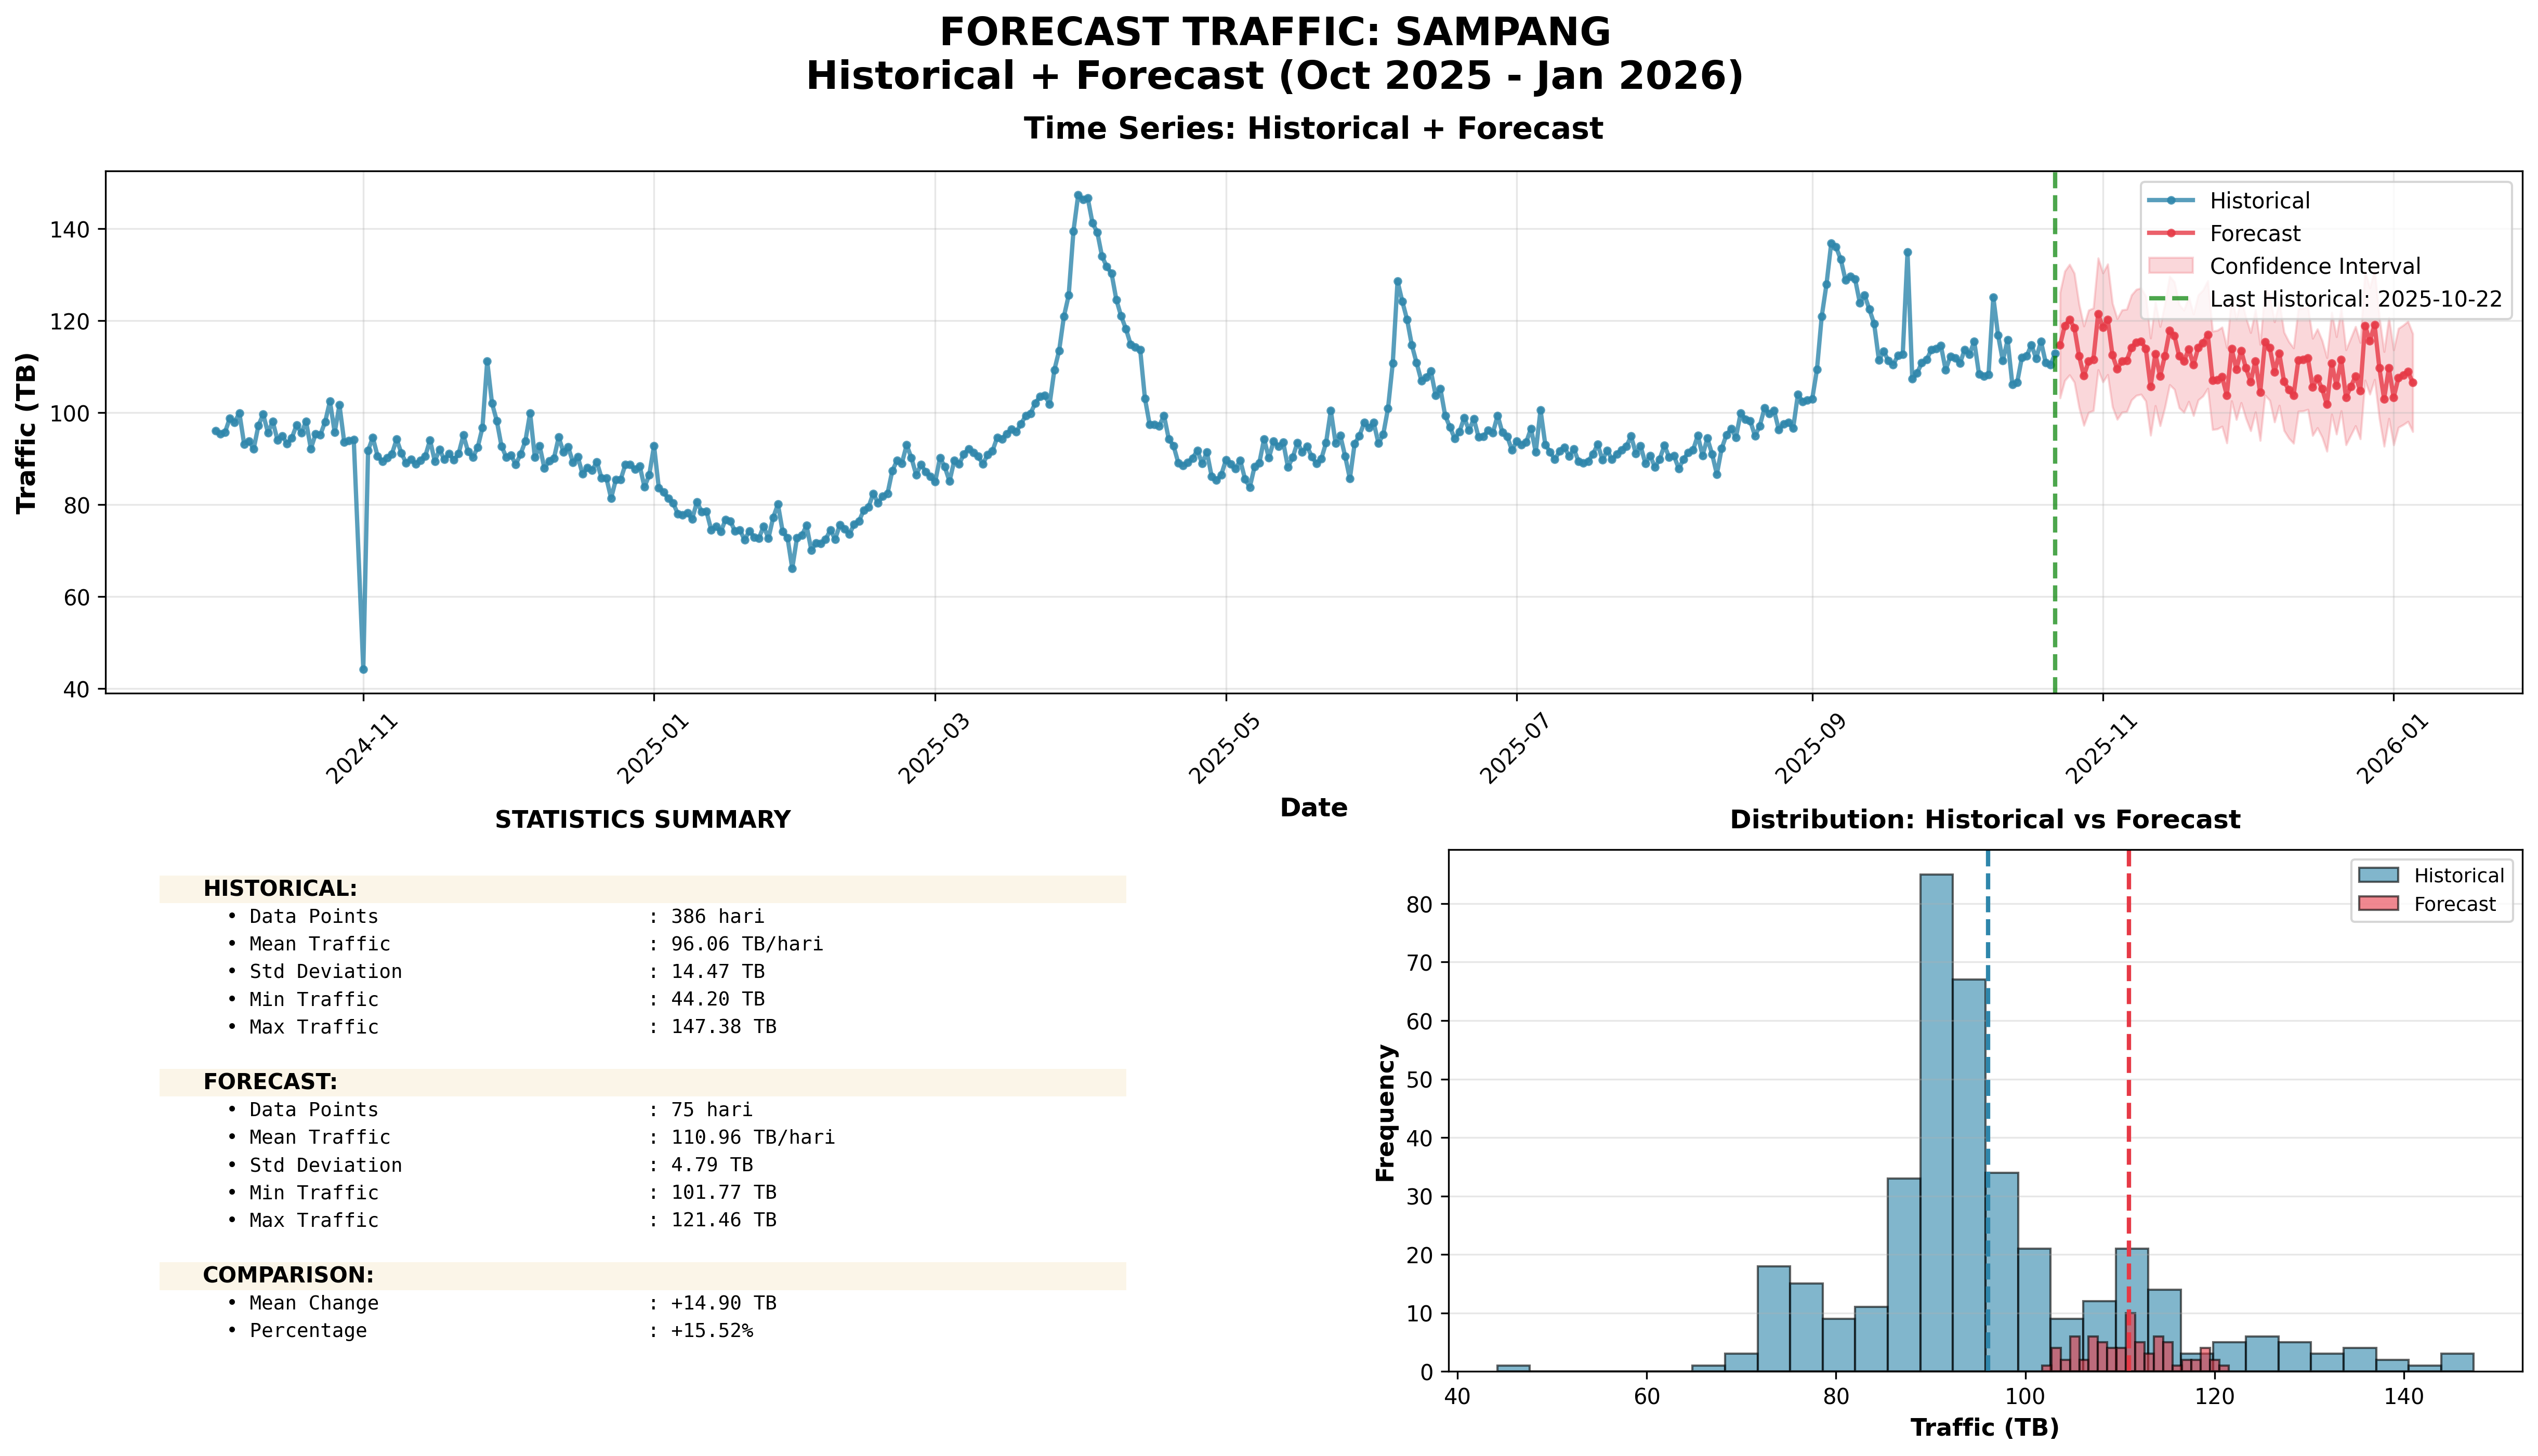 FORECAST TRAFFIC: SAMPANG
Historical + Forecast (Oct 2025 - Jan 2026)
Time Series: Historical + Forecast
Traffic (TB)
140
120
100
80
60
40
Historical
Forecast
Confidence Interval
Last Historical: 2025-10-22
2024-11
2025-01
2025-03
2025-05
2025-07
2025-09
2025-11
2026-01
Date
STATISTICS SUMMARY
HISTORICAL:
• Data Points : 386 hari
• Mean Traffic : 96.06 TB/hari
• Std Deviation : 14.47 TB
• Min Traffic : 44.20 TB
• Max Traffic : 147.38 TB
FORECAST:
• Data Points : 75 hari
• Mean Traffic : 110.96 TB/hari
• Std Deviation : 4.79 TB
• Min Traffic : 101.77 TB
• Max Traffic : 121.46 TB
COMPARISON:
• Mean Change : +14.90 TB
• Percentage : +15.52%
Distribution: Historical vs Forecast
Frequency
80
70
60
50
40
30
20
10
0
Historical
Forecast
40
60
80
100
120
140
Traffic (TB)